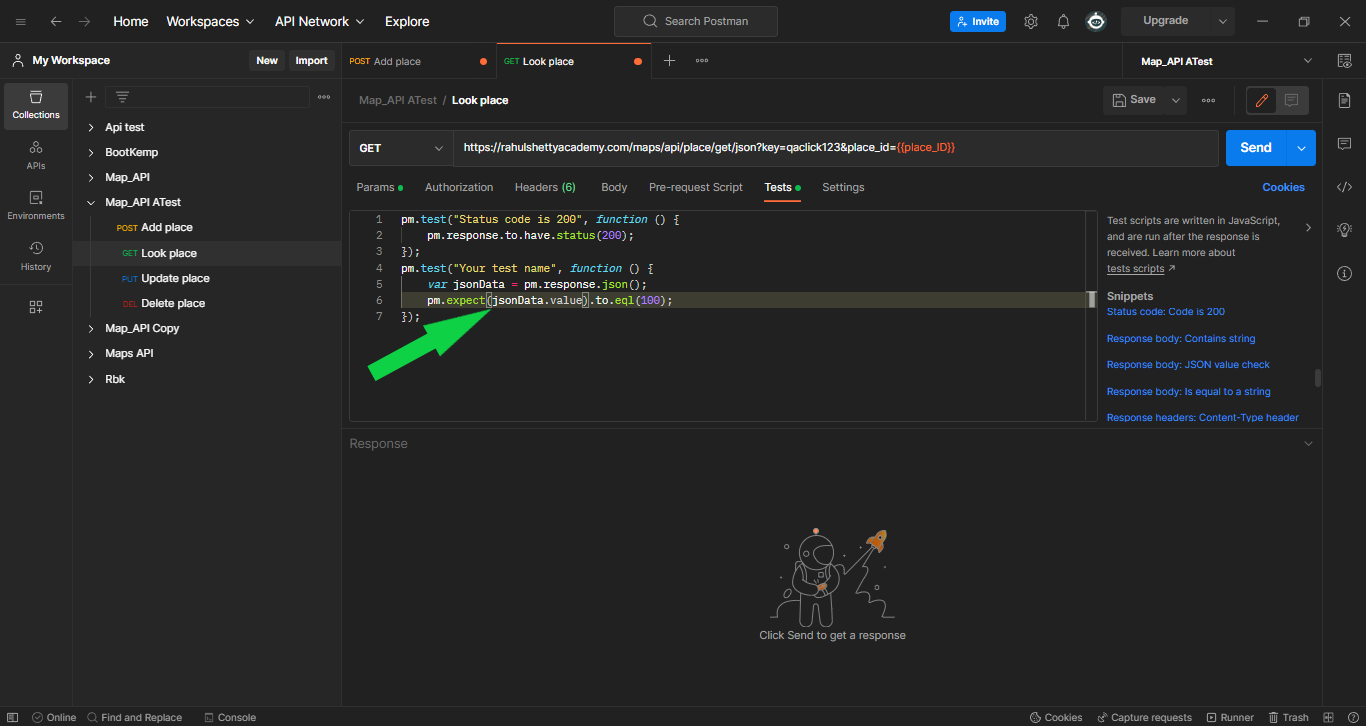 Home Workspaces API Network Explore Search Postman Invite Upgrade
My Workspace New Import POST Add place GET Look place Map_API ATest
Collections
APIs
Environments
History
Api test
BootKemp
Map_API
Map_API ATest
POST Add place
GET Look place
PUT Update place
DEL Delete place
Map_API Copy
Maps API
Rbk
Map_API ATest / Look place Save
GET https://rahulshettyacademy.com/maps/api/place/get/json?key=qaclick123&place_id={{place_ID}} Send
Params Authorization Headers (6) Body Pre-request Script Tests Settings Cookies
1 pm.test("Status code is 200", function () {
2 pm.response.to.have.status(200);
3 });
4 pm.test("Your test name", function () {
5 var jsonData = pm.response.json();
6 pm.expect(jsonData.value).to.eql(100);
7 });
Test scripts are written in JavaScript,
and are run after the response is
received. Learn more about
tests scripts ↗
Snippets
Status code: Code is 200
Response body: Contains string
Response body: JSON value check
Response body: Is equal to a string
Response headers: Content-Type header
Response
Click Send to get a response
Online Find and Replace Console Cookies Capture requests Runner Trash